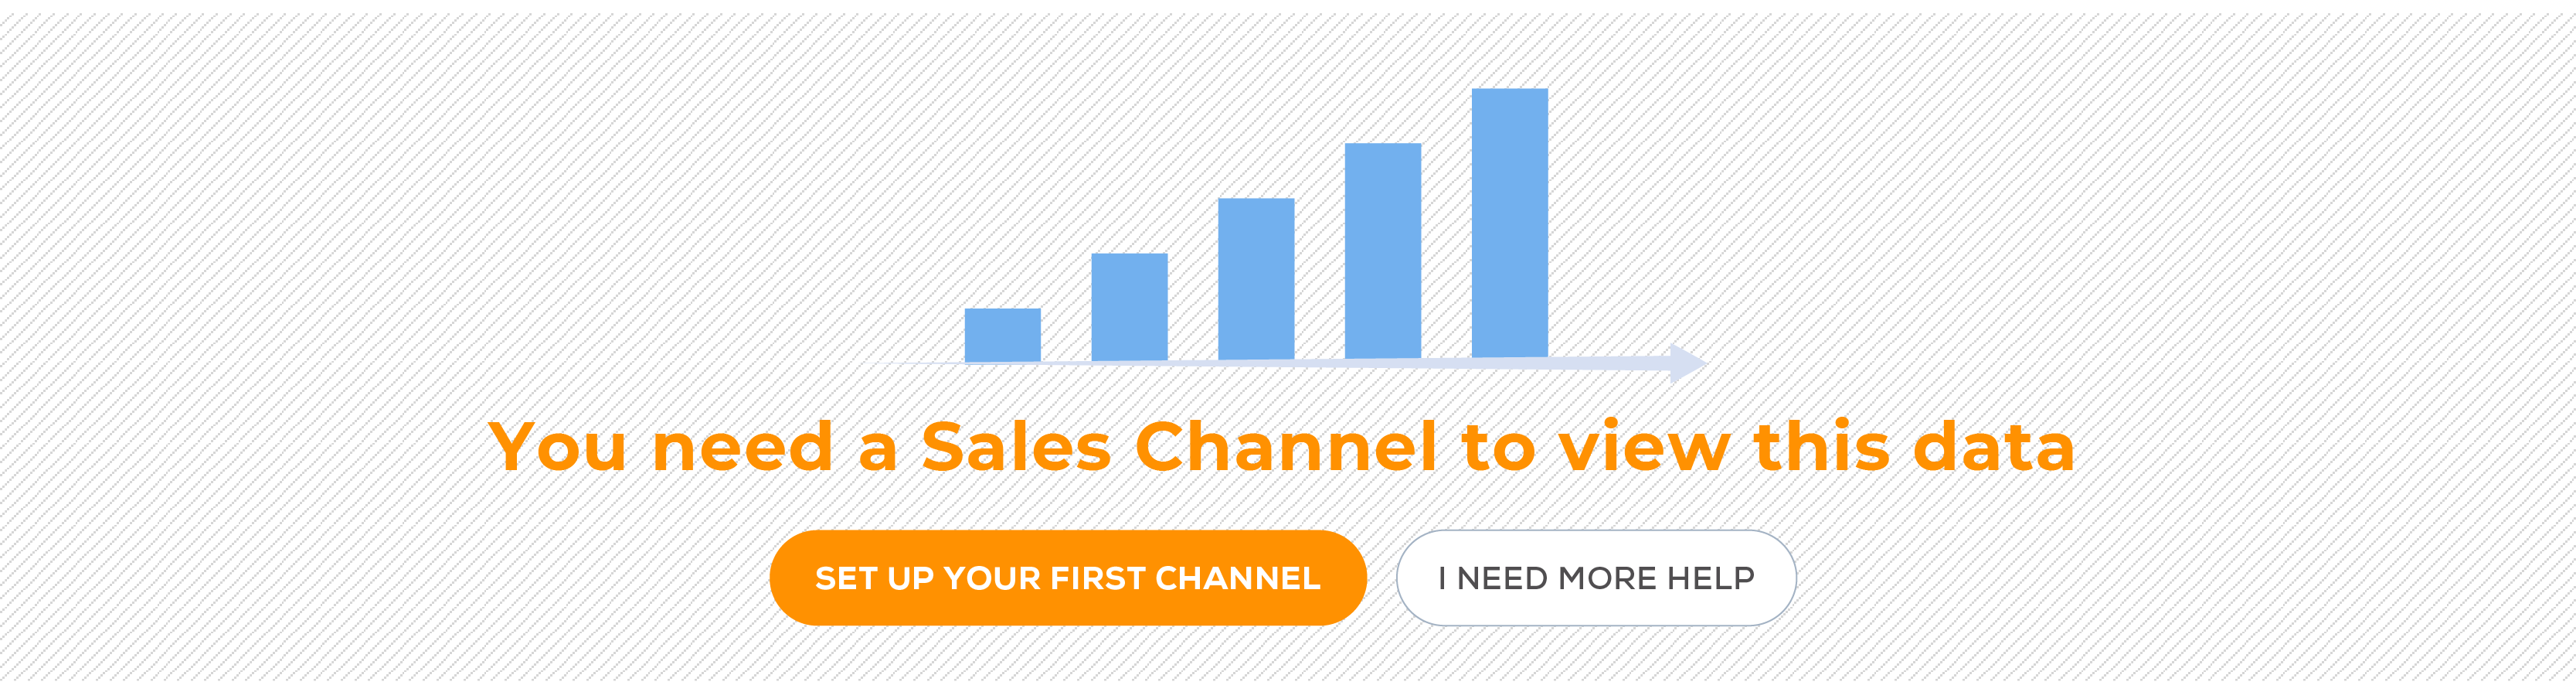 You need a Sales Channel to view this data
SET UP YOUR FIRST CHANNEL
I NEED MORE HELP